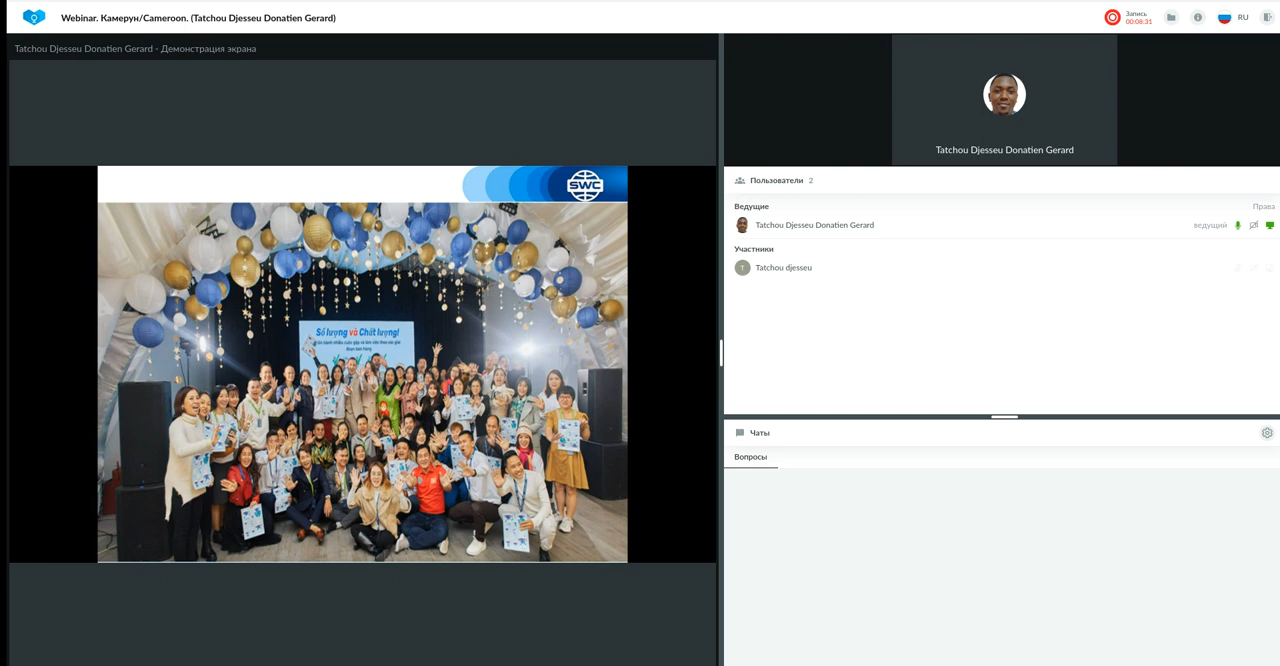 Webinar. Камерун/Cameroon. (Tatchou Djesseu Donatien Gerard)
Запись
00:08:31
RU
Tatchou Djesseu Donatien Gerard - Демонстрация экрана
SWC
Số lượng và Chất lượng!
Tatchou Djesseu Donatien Gerard
Пользователи 2
Ведущие Права
Tatchou Djesseu Donatien Gerard ведущий
Участники
T Tatchou djesseu
Чаты
Вопросы